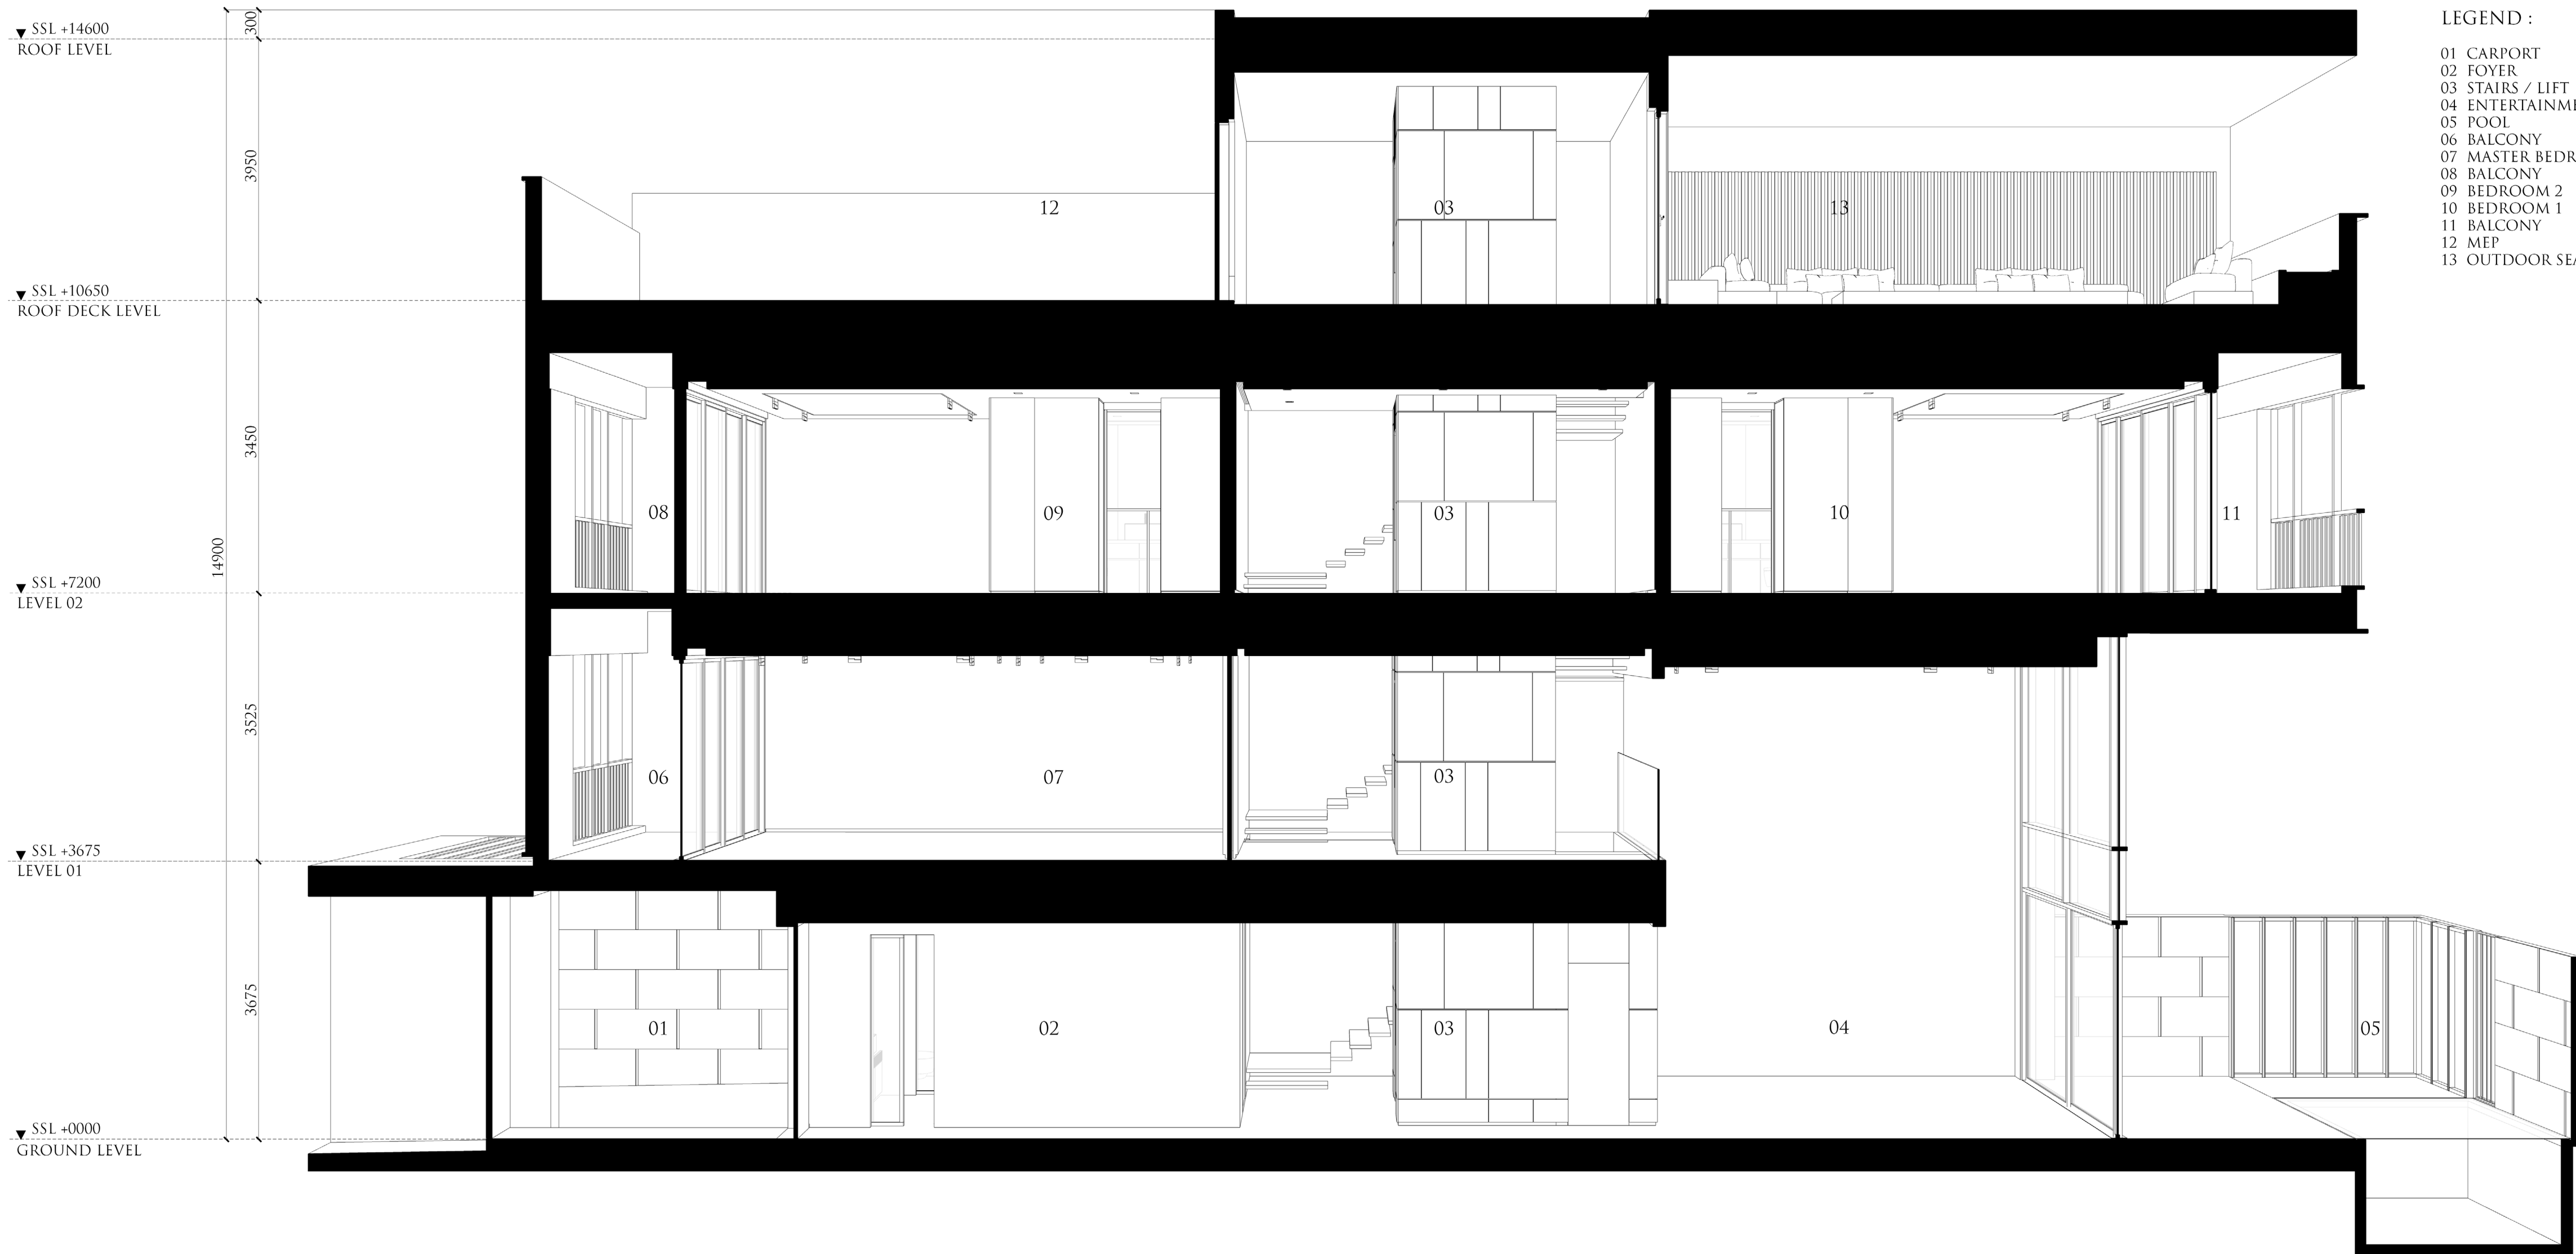 SSL +14600
ROOF LEVEL
SSL +10650
ROOF DECK LEVEL
SSL +7200
LEVEL 02
SSL +3675
LEVEL 01
SSL +0000
GROUND LEVEL
14900
300
3950
3450
3525
3675
12
03
13
08
09
03
10
11
06
07
03
01
02
03
04
05
LEGEND :
01 CARPORT
02 FOYER
03 STAIRS / LIFT
04 ENTERTAINM
05 POOL
06 BALCONY
07 MASTER BEDR
08 BALCONY
09 BEDROOM 2
10 BEDROOM 1
11 BALCONY
12 MEP
13 OUTDOOR SE